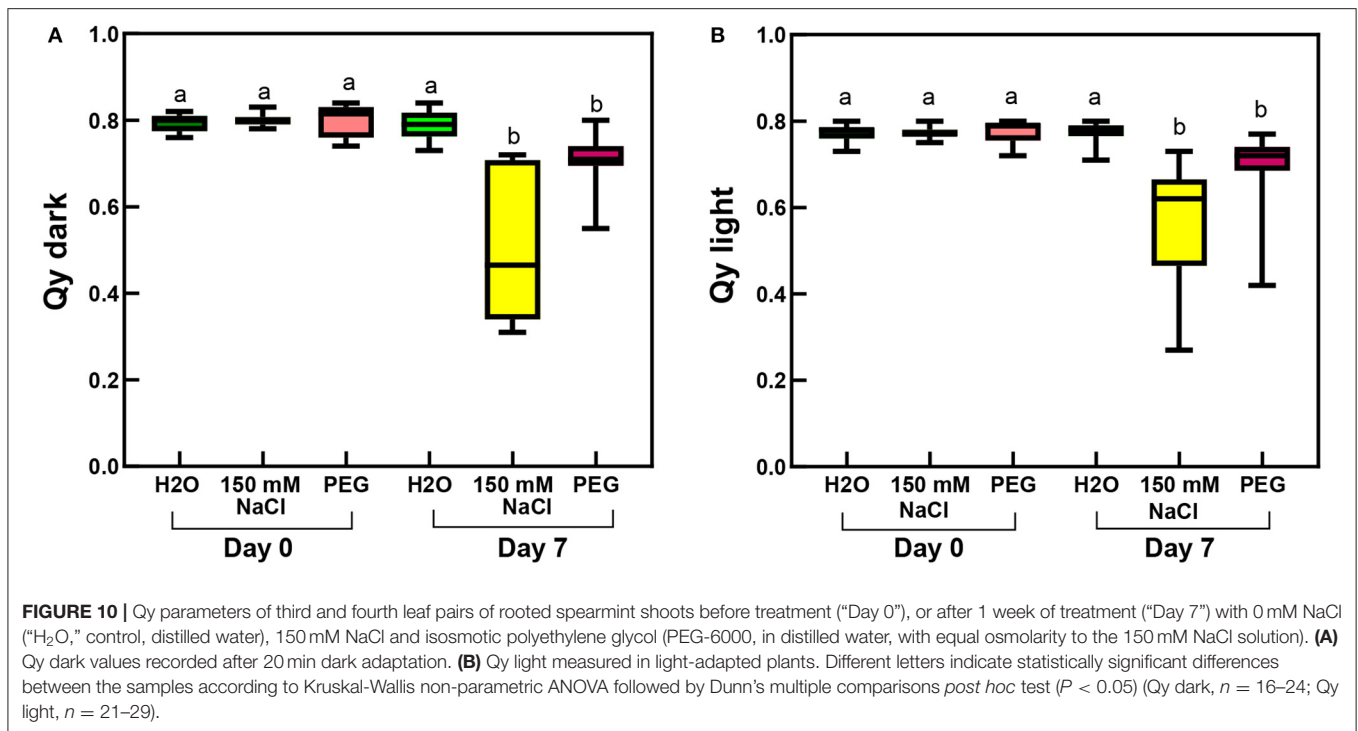 A
1.0
0.8
0.6
0.4
0.2
0.0
Qy dark
a a a a b b
H2O 150 mM NaCl PEG H2O 150 mM NaCl PEG
Day 0 Day 7
B
1.0
0.8
0.6
0.4
0.2
0.0
Qy light
a a a a b b
H2O 150 mM NaCl PEG H2O 150 mM NaCl PEG
Day 0 Day 7
FIGURE 10 | Qy parameters of third and fourth leaf pairs of rooted spearmint shoots before treatment (“Day 0”), or after 1 week of treatment (“Day 7”) with 0 mM NaCl
(“H₂O,” control, distilled water), 150 mM NaCl and isosmotic polyethylene glycol (PEG-6000, in distilled water, with equal osmolarity to the 150 mM NaCl solution). (A)
Qy dark values recorded after 20 min dark adaptation. (B) Qy light measured in light-adapted plants. Different letters indicate statistically significant differences
between the samples according to Kruskal-Wallis non-parametric ANOVA followed by Dunn’s multiple comparisons post hoc test (P < 0.05) (Qy dark, n = 16–24; Qy
light, n = 21–29).